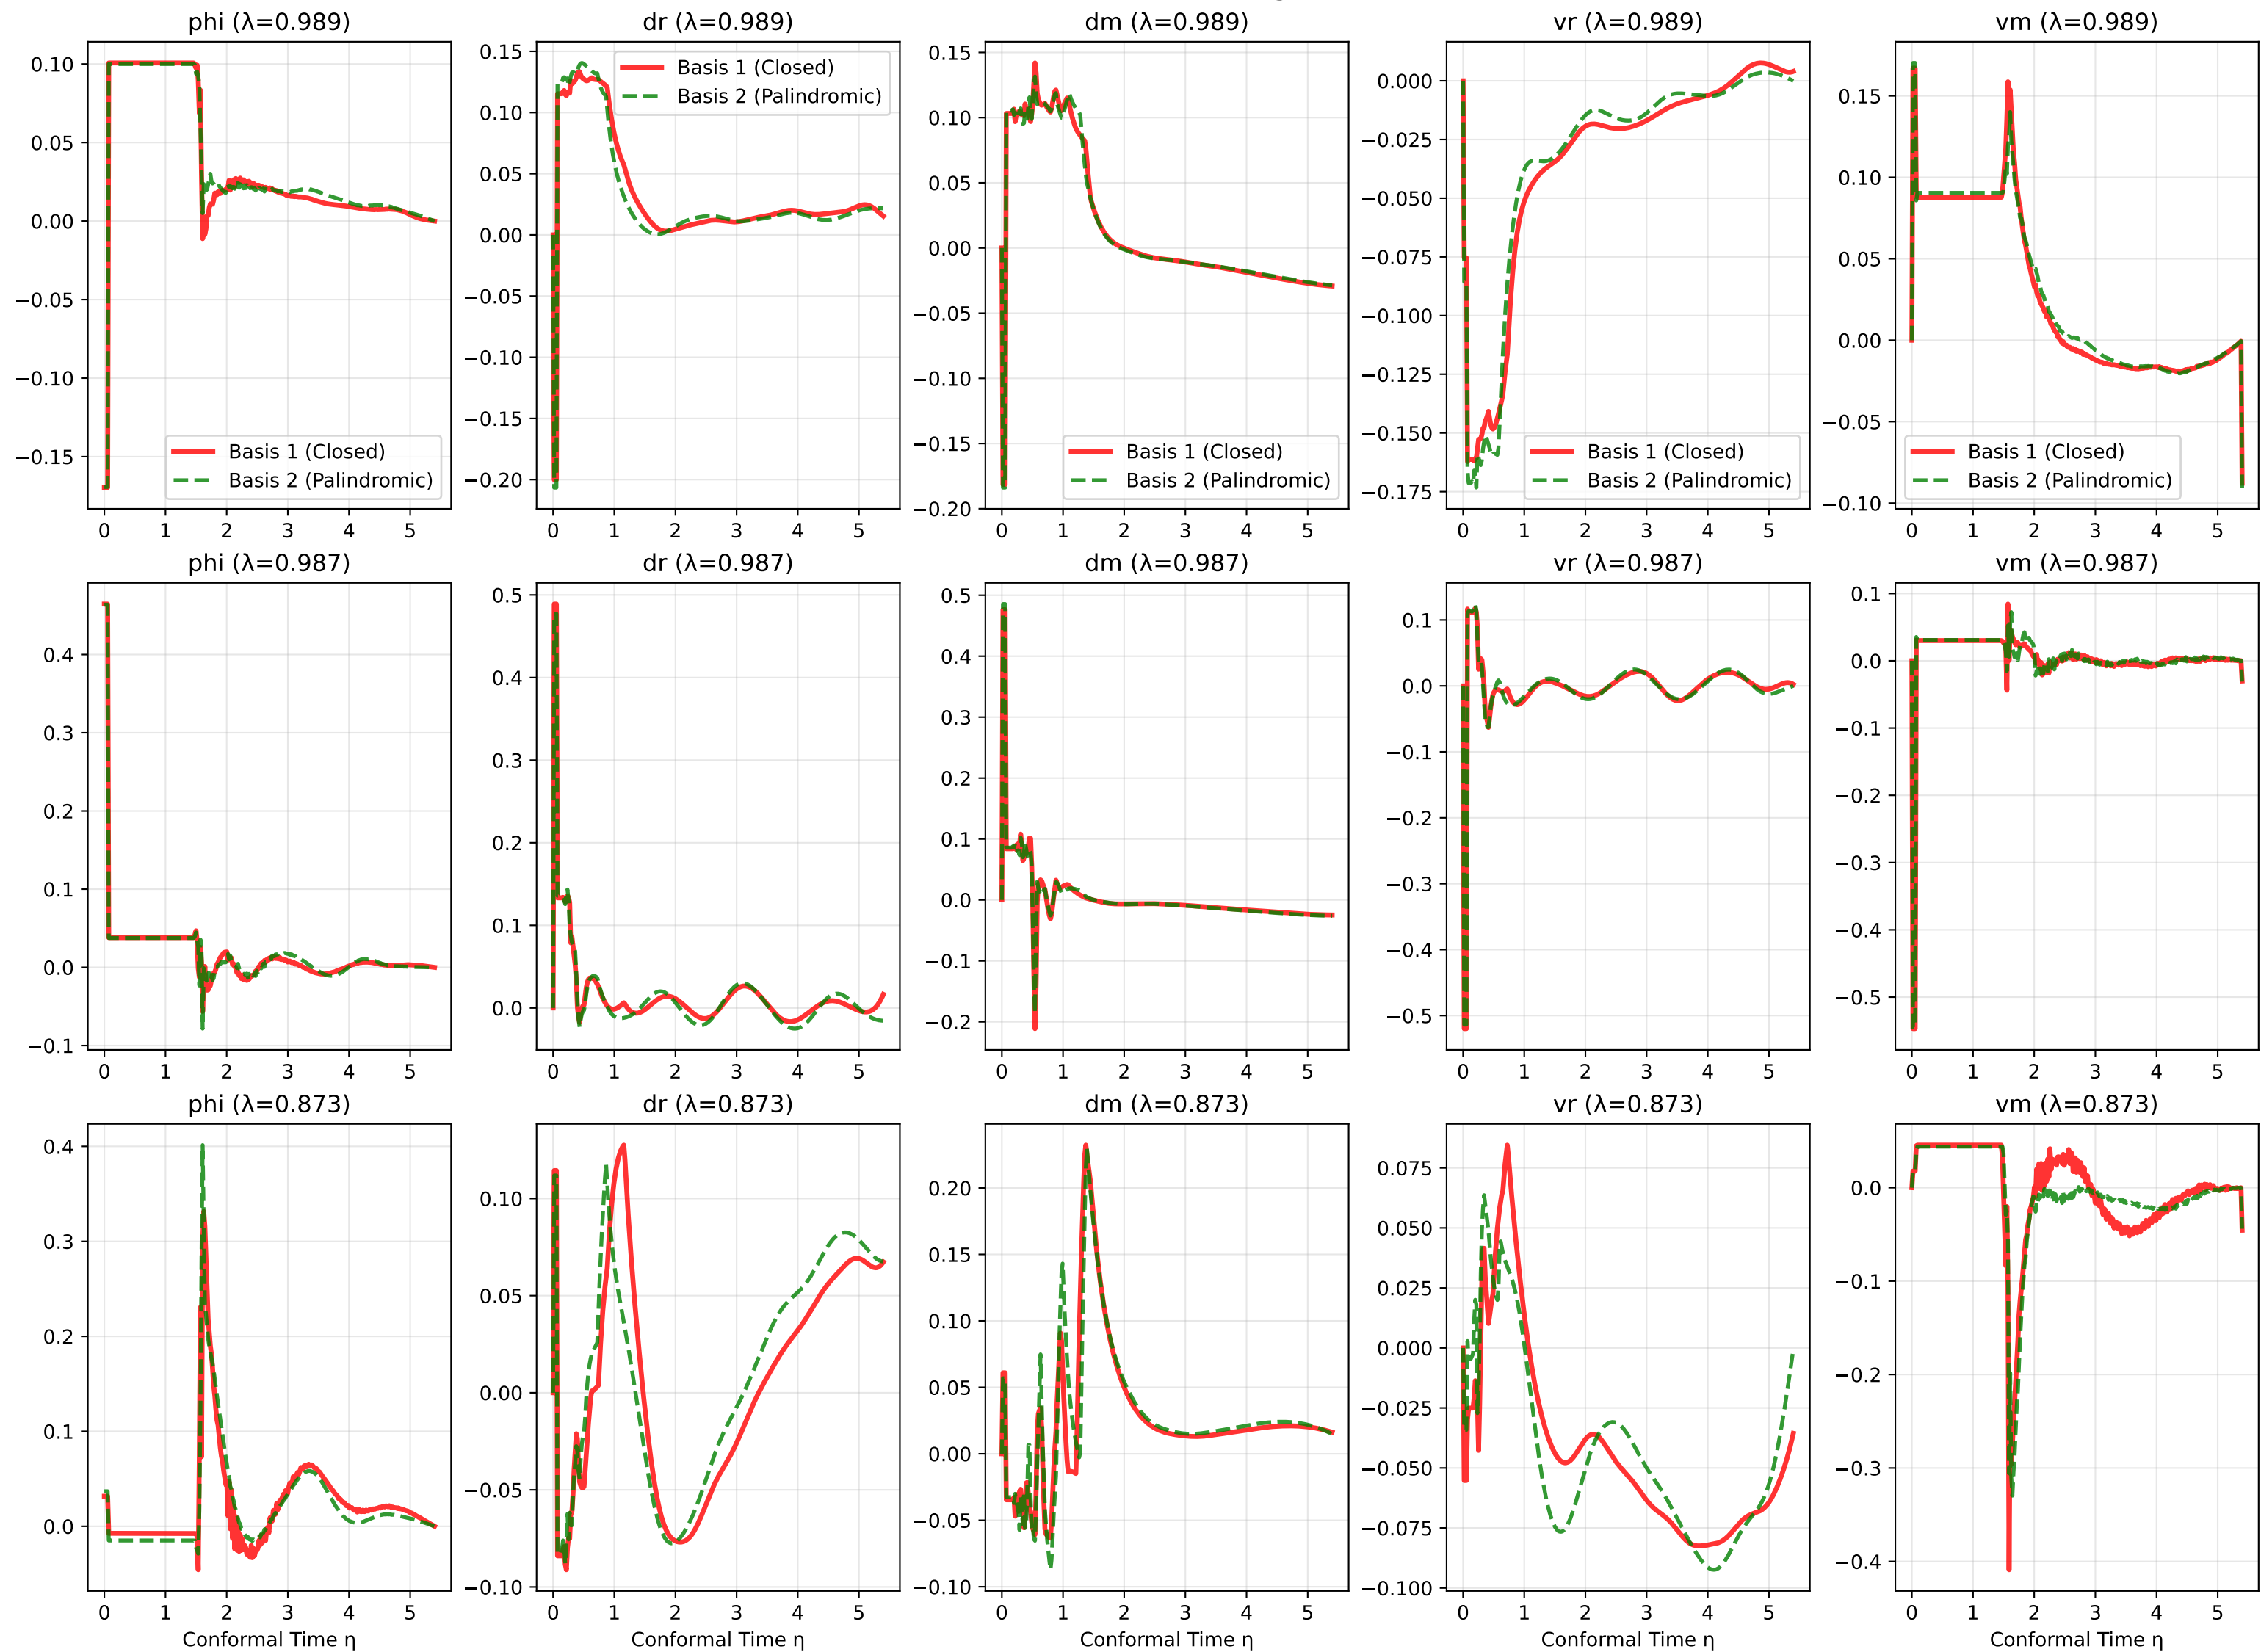 phi (λ=0.989)
0.10
0.05
0.00
−0.05
−0.10
−0.15
0 1 2 3 4 5
Basis 1 (Closed)
Basis 2 (Palindromic)
dr (λ=0.989)
0.15
0.10
0.05
0.00
−0.05
−0.10
−0.15
−0.20
0 1 2 3 4 5
Basis 1 (Closed)
Basis 2 (Palindromic)
dm (λ=0.989)
0.15
0.10
0.05
0.00
−0.05
−0.10
−0.15
−0.20
0 1 2 3 4 5
Basis 1 (Closed)
Basis 2 (Palindromic)
vr (λ=0.989)
0.000
−0.025
−0.050
−0.075
−0.100
−0.125
−0.150
−0.175
0 1 2 3 4 5
Basis 1 (Closed)
Basis 2 (Palindromic)
vm (λ=0.989)
0.15
0.10
0.05
0.00
−0.05
−0.10
0 1 2 3 4 5
Basis 1 (Closed)
Basis 2 (Palindromic)
phi (λ=0.987)
0.4
0.3
0.2
0.1
0.0
−0.1
0 1 2 3 4 5
dr (λ=0.987)
0.5
0.4
0.3
0.2
0.1
0.0
0 1 2 3 4 5
dm (λ=0.987)
0.5
0.4
0.3
0.2
0.1
0.0
−0.1
−0.2
0 1 2 3 4 5
vr (λ=0.987)
0.1
0.0
−0.1
−0.2
−0.3
−0.4
−0.5
0 1 2 3 4 5
vm (λ=0.987)
0.1
0.0
−0.1
−0.2
−0.3
−0.4
−0.5
0 1 2 3 4 5
phi (λ=0.873)
0.4
0.3
0.2
0.1
0.0
0 1 2 3 4 5
Conformal Time η
dr (λ=0.873)
0.10
0.05
0.00
−0.05
−0.10
0 1 2 3 4 5
Conformal Time η
dm (λ=0.873)
0.20
0.15
0.10
0.05
0.00
−0.05
−0.10
0 1 2 3 4 5
Conformal Time η
vr (λ=0.873)
0.075
0.050
0.025
0.000
−0.025
−0.050
−0.075
−0.100
0 1 2 3 4 5
Conformal Time η
vm (λ=0.873)
0.0
−0.1
−0.2
−0.3
−0.4
0 1 2 3 4 5
Conformal Time η